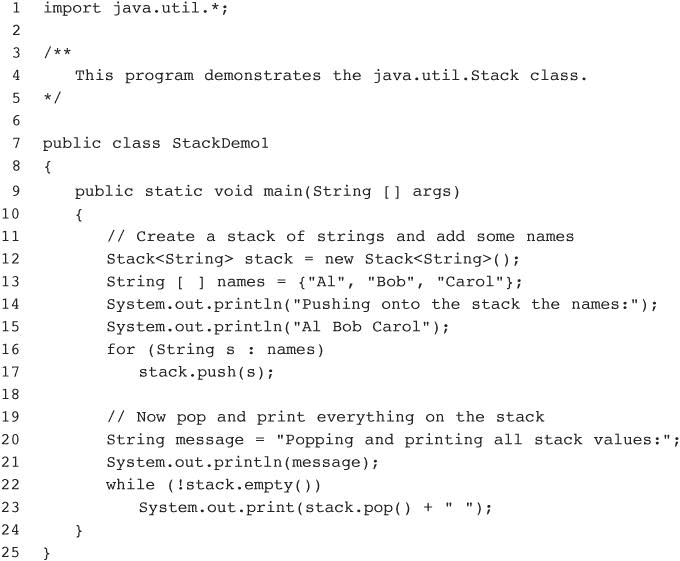 1 import java.util.*;
2
3 /**
4 This program demonstrates the java.util.Stack class.
5 */
6
7 public class StackDemo1
8 {
9 public static void main(String [] args)
10 {
11 // Create a stack of strings and add some names
12 Stack<String> stack = new Stack<String>();
13 String [ ] names = {"Al", "Bob", "Carol"};
14 System.out.println("Pushing onto the stack the names:");
15 System.out.println("Al Bob Carol");
16 for (String s : names)
17 stack.push(s);
18
19 // Now pop and print everything on the stack
20 String message = "Popping and printing all stack values:";
21 System.out.println(message);
22 while (!stack.empty())
23 System.out.print(stack.pop() + " ");
24 }
25 }